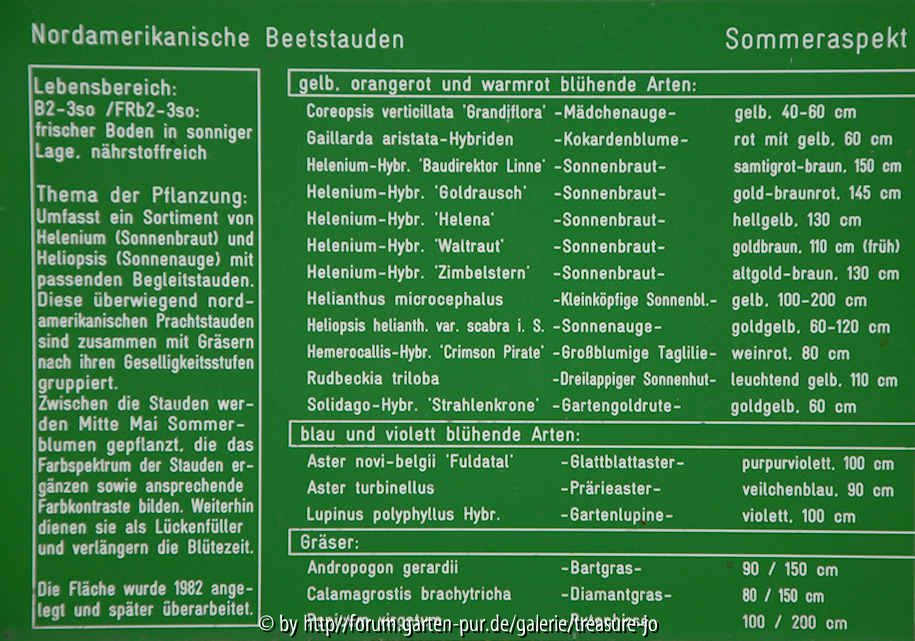 Nordamerikanische Beetstauden Sommeraspekt
Lebensbereich:
B2-3so /FRb2-3so:
frischer Boden in sonniger
Lage, nährstoffreich
Thema der Pflanzung:
Umfasst ein Sortiment von
Helenium (Sonnenbraut) und
Heliopsis (Sonnenauge) mit
passenden Begleitstauden.
Diese überwiegend nord-
amerikanischen Prachtstauden
sind zusammen mit Gräsern
nach ihren Geselligkeitsstufen
gruppiert.
Zwischen die Stauden wer-
den Mitte Mai Sommer-
blumen gepflanzt, die das
Farbspektrum der Stauden er-
gänzen sowie ansprechende
Farbkontraste bilden. Weiterhin
dienen sie als Lückenfüller
und verlängern die Blütezeit.
Die Fläche wurde 1982 ange-
legt und später überarbeitet.
gelb, orangerot und warmrot blühende Arten:
Coreopsis verticillata 'Grandiflora' -Mädchenauge- gelb, 40-60 cm
Gaillarda aristata-Hybriden -Kokardenblume- rot mit gelb, 60 cm
Helenium-Hybr. 'Baudirektor Linne' -Sonnenbraut- samtigrot-braun, 150 cm
Helenium-Hybr. 'Goldrausch' -Sonnenbraut- gold-braunrot, 145 cm
Helenium-Hybr. 'Helena' -Sonnenbraut- hellgelb, 130 cm
Helenium-Hybr. 'Waltraut' -Sonnenbraut- goldbraun, 110 cm (früh)
Helenium-Hybr. 'Zimbelstern' -Sonnenbraut- altgold-braun, 130 cm
Helianthus microcephalus -Kleinköpfige Sonnenbl.- gelb, 100-200 cm
Heliopsis helianth. var. scabra i. S. -Sonnenauge- goldgelb, 60-120 cm
Hemerocallis-Hybr. 'Crimson Pirate' -Großblumige Taglilie- weinrot, 80 cm
Rudbeckia triloba -Dreilappiger Sonnenhut- leuchtend gelb, 110 cm
Solidago-Hybr. 'Strahlenkrone' -Gartengoldrute- goldgelb, 60 cm
blau und violett blühende Arten:
Aster novi-belgii 'Fuldatal' -Glattblattaster- purpurviolett, 100 cm
Aster turbinellus -Prärieaster- veilchenblau, 90 cm
Lupinus polyphyllus Hybr. -Gartenlupine- violett, 100 cm
Gräser:
Andropogon gerardii -Bartgras- 90 / 150 cm
Calamagrostis brachytricha -Diamantgras- 80 / 150 cm
100 / 200 cm
© by http://forum.garten-pur.de/galerie/treasure-jo